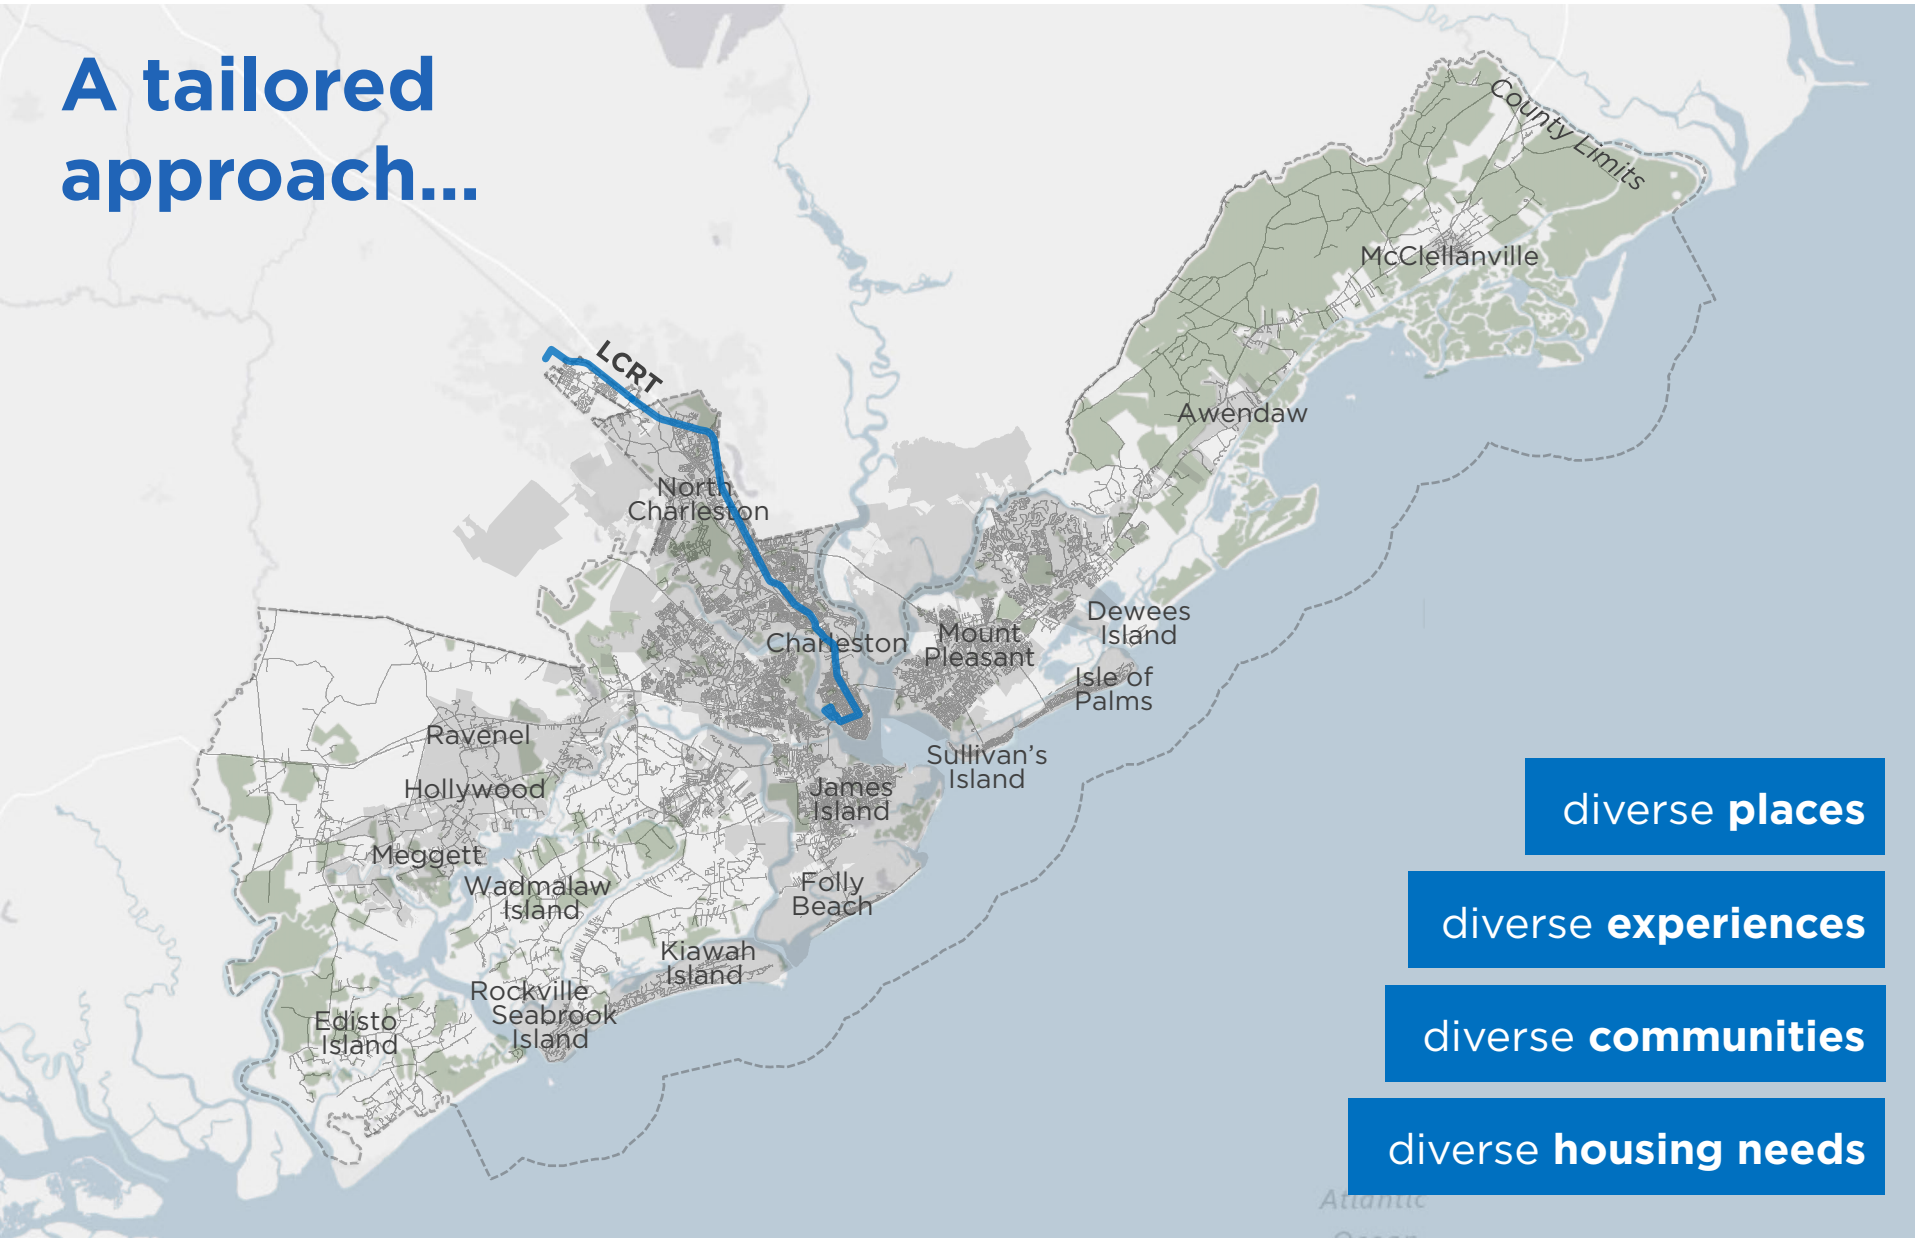 A tailored
approach...
County Limits
McClellanville
LCRT
Awendaw
North
Charleston
Dewees
Island
Charleston
Mount
Pleasant
Isle of
Palms
Ravenel
Sullivan's
Island
Hollywood
James
Island
Meggett
Wadmalaw
Island
Folly
Beach
Kiawah
Island
Rockville
Seabrook
Island
Edisto
Island
diverse places
diverse experiences
diverse communities
diverse housing needs
Atlantic
Ocean